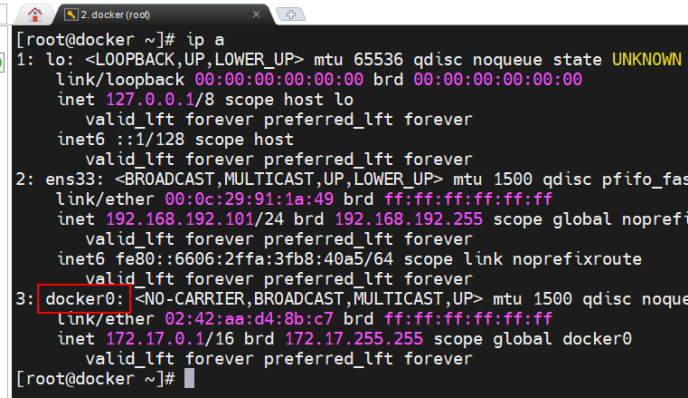 2. docker (root)
[root@docker ~]# ip a
1: lo: <LOOPBACK,UP,LOWER_UP> mtu 65536 qdisc noqueue state UNKNOWN
    link/loopback 00:00:00:00:00:00 brd 00:00:00:00:00:00
    inet 127.0.0.1/8 scope host lo
       valid_lft forever preferred_lft forever
    inet6 ::1/128 scope host
       valid_lft forever preferred_lft forever
2: ens33: <BROADCAST,MULTICAST,UP,LOWER_UP> mtu 1500 qdisc pfifo_fas
    link/ether 00:0c:29:91:1a:49 brd ff:ff:ff:ff:ff:ff
    inet 192.168.192.101/24 brd 192.168.192.255 scope global noprefi
       valid_lft forever preferred_lft forever
    inet6 fe80::6606:2ffa:3fb8:40a5/64 scope link noprefixroute
       valid_lft forever preferred_lft forever
3: docker0: <NO-CARRIER,BROADCAST,MULTICAST,UP> mtu 1500 qdisc noque
    link/ether 02:42:aa:d4:8b:c7 brd ff:ff:ff:ff:ff:ff
    inet 172.17.0.1/16 brd 172.17.255.255 scope global docker0
       valid_lft forever preferred_lft forever
[root@docker ~]#